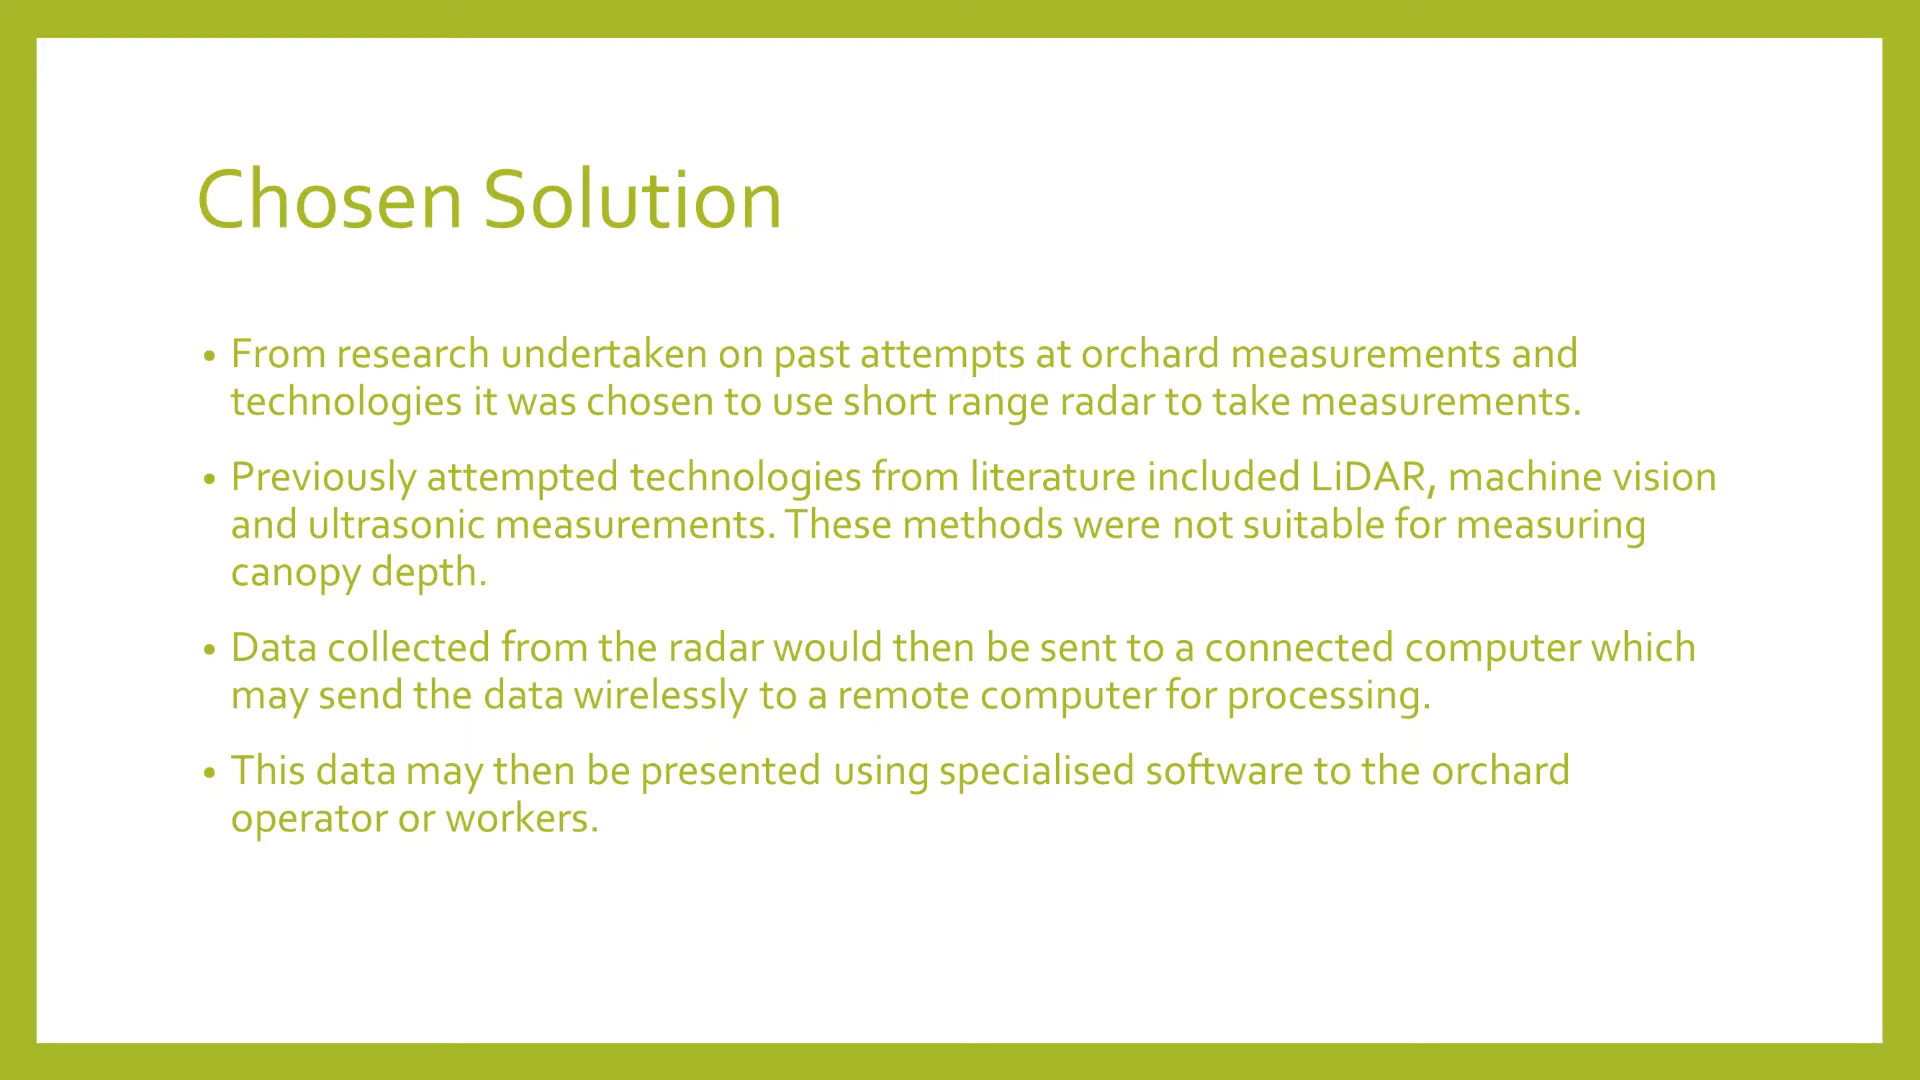 Chosen Solution
• From research undertaken on past attempts at orchard measurements and
technologies it was chosen to use short range radar to take measurements.
• Previously attempted technologies from literature included LiDAR, machine vision
and ultrasonic measurements. These methods were not suitable for measuring
canopy depth.
• Data collected from the radar would then be sent to a connected computer which
may send the data wirelessly to a remote computer for processing.
• This data may then be presented using specialised software to the orchard
operator or workers.